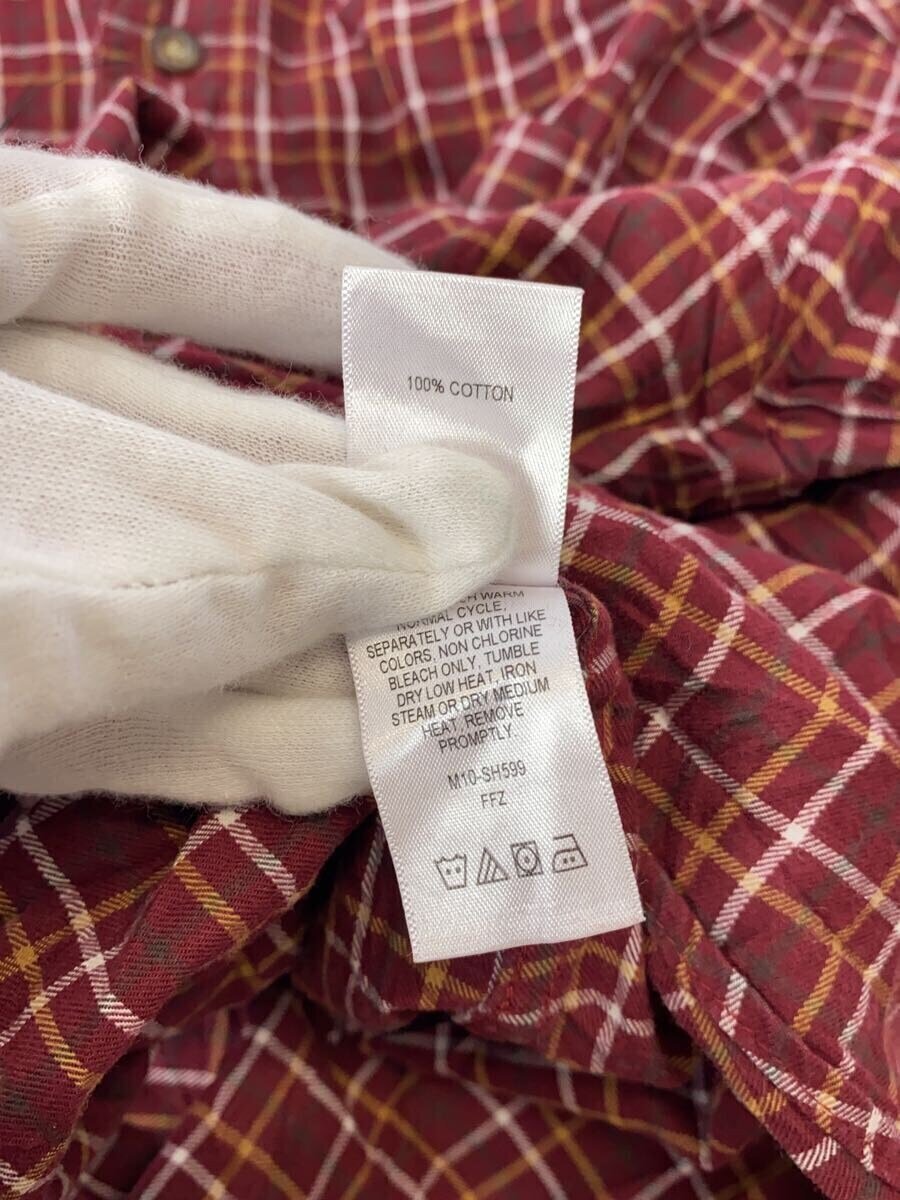 100% COTTON
WARM
NORMAL CYCLE,
SEPARATELY OR WITH LIKE
COLORS, NON CHLORINE
BLEACH ONLY, TUMBLE
DRY LOW HEAT, IRON
STEAM OR DRY MEDIUM
HEAT, REMOVE
PROMPTLY.
M10-SH599
FFZ